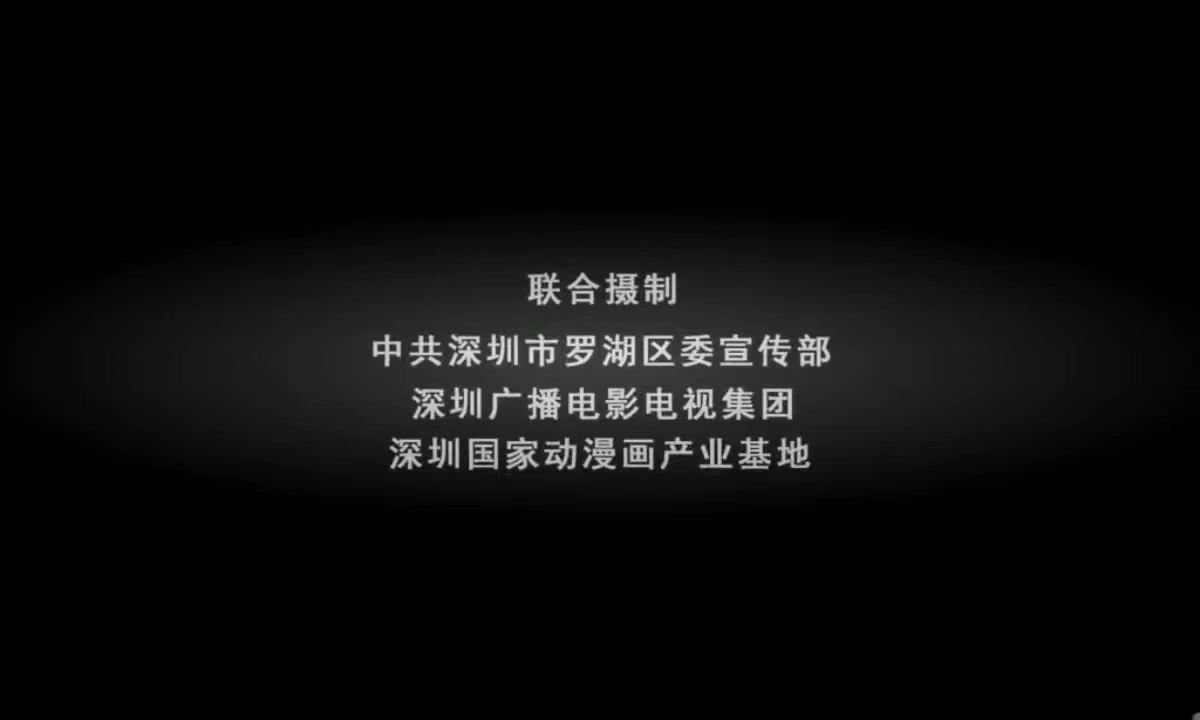 联合摄制
中共深圳市罗湖区委宣传部
深圳广播电影电视集团
深圳国家动漫画产业基地